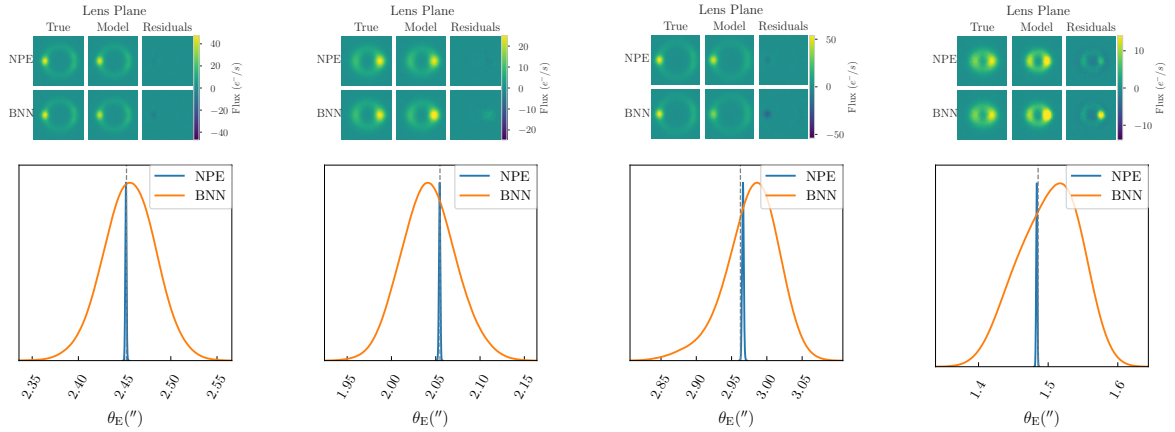 Lens Plane
True Model Residuals
NPE
BNN
40
20
0
−20
−40
Flux (e⁻/s)
NPE
BNN
2.35 2.40 2.45 2.50 2.55
θE(″)
Lens Plane
True Model Residuals
NPE
BNN
20
10
0
−10
−20
Flux (e⁻/s)
NPE
BNN
1.95 2.00 2.05 2.10 2.15
θE(″)
Lens Plane
True Model Residuals
NPE
BNN
50
0
−50
Flux (e⁻/s)
NPE
BNN
2.85 2.90 2.95 3.00 3.05
θE(″)
Lens Plane
True Model Residuals
NPE
BNN
10
0
−10
Flux (e⁻/s)
NPE
BNN
1.4 1.5 1.6
θE(″)